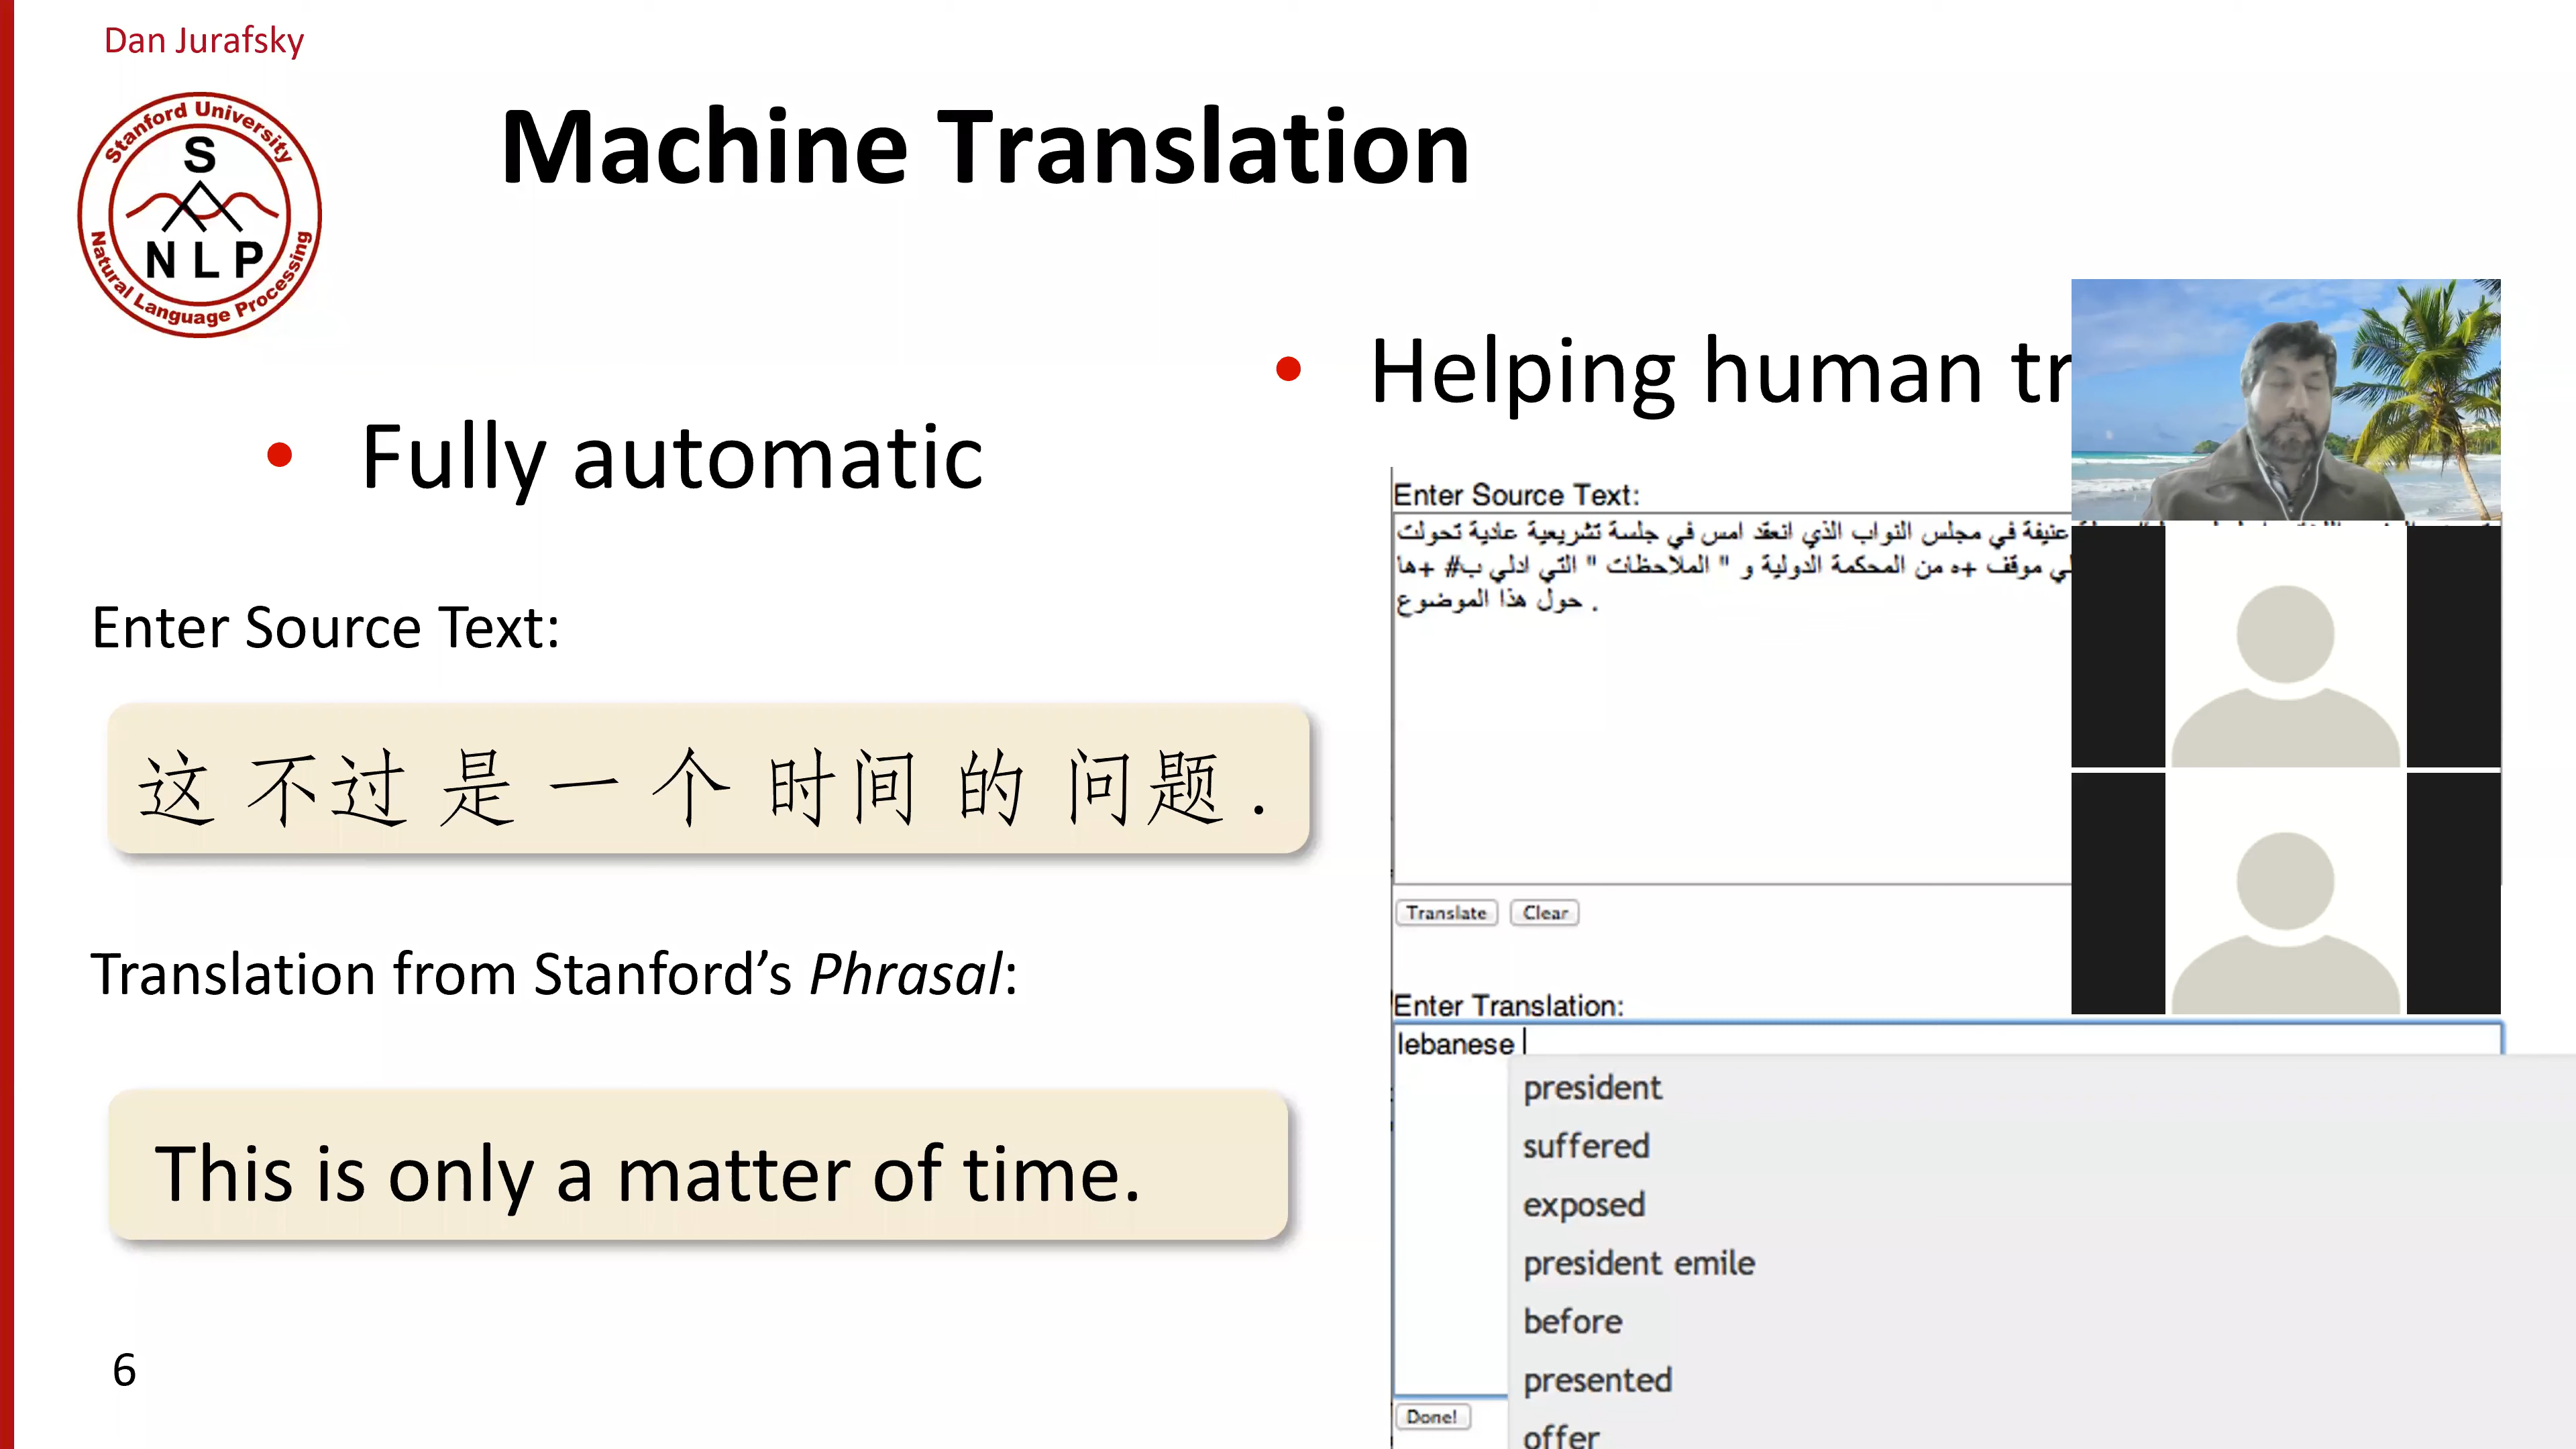 Dan Jurafsky
Stanford University
S
N L P
Natural Language Processing
Machine Translation
• Fully automatic
Enter Source Text:
这 不过 是 一 个 时间 的 问题 .
Translation from Stanford’s Phrasal:
This is only a matter of time.
6
• Helping human
Enter Source Text:
عنيفة في مجلس النواب الذي انعقد امس في جلسة تشريعية عادية تحولت
موقف +ه من المحكمة الدولية و " الملاحظات " التي ادلي ب# +ها
حول هذا الموضوع .
Translate Clear
Enter Translation:
lebanese
president
suffered
exposed
president emile
before
presented
offer
Done!